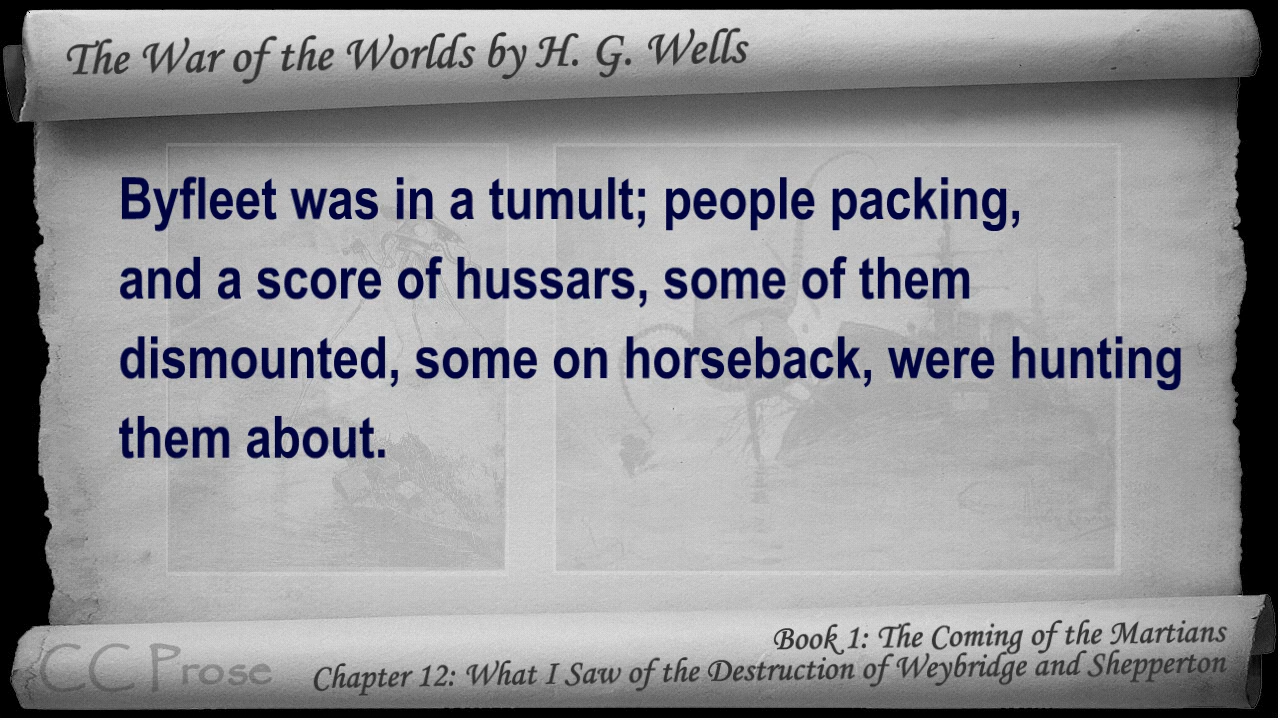 The War of the Worlds by H. G. Wells
Byfleet was in a tumult; people packing,
and a score of hussars, some of them
dismounted, some on horseback, were hunting
them about.
Book 1: The Coming of the Martians
CC Prose
Chapter 12: What I Saw of the Destruction of Weybridge and Shepperton